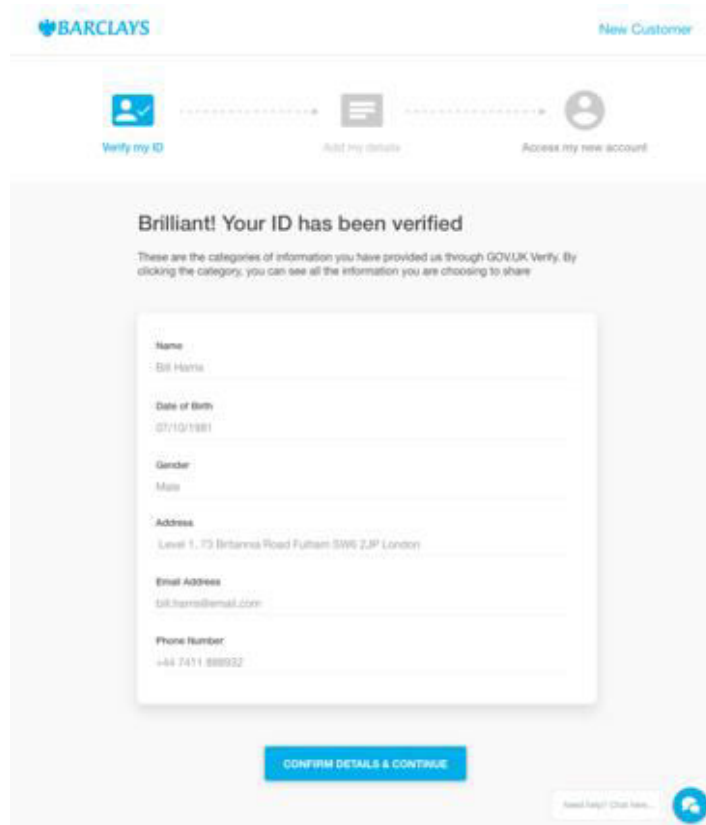 BARCLAYS
New Customer
Verify my ID
Add my details
Access my new account
Brilliant! Your ID has been verified
These are the categories of information you have provided us through GOV.UK Verify. By
clicking the category, you can see all the information you are choosing to share
Name
Bill Harris
Date of Birth
07/10/1981
Gender
Male
Address
Level 1, 73 Britannia Road Fulham SW6 2JP London
Email Address
bill.harris@email.com
Phone Number
+44 7411 888932
CONFIRM DETAILS & CONTINUE
Need help? Chat here...